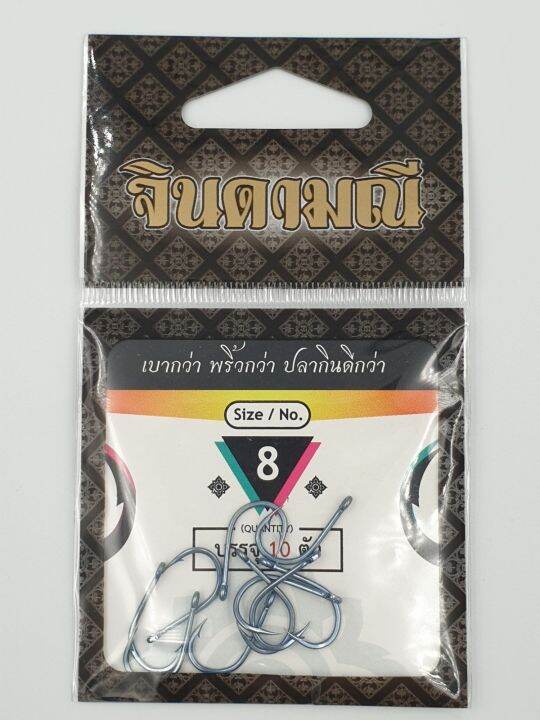 จินดามณี
เบากว่า พริ้วกว่า ปลากินดีกว่า
Size / No.
8
(QUANTITY)
บรรจุ 10 ตัว